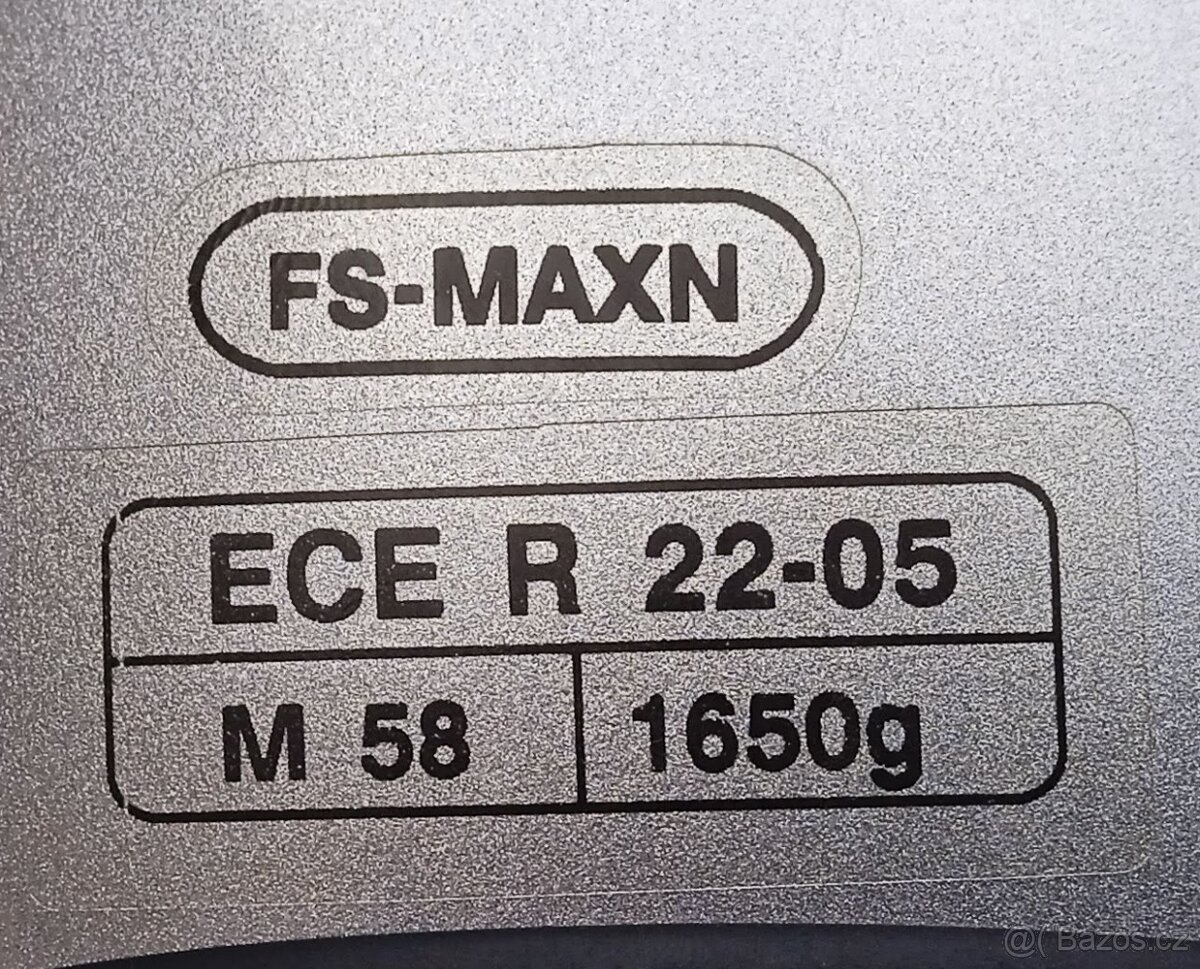 FS-MAXN
ECE R 22-05
M 58
1650g
@( Bazos.cz